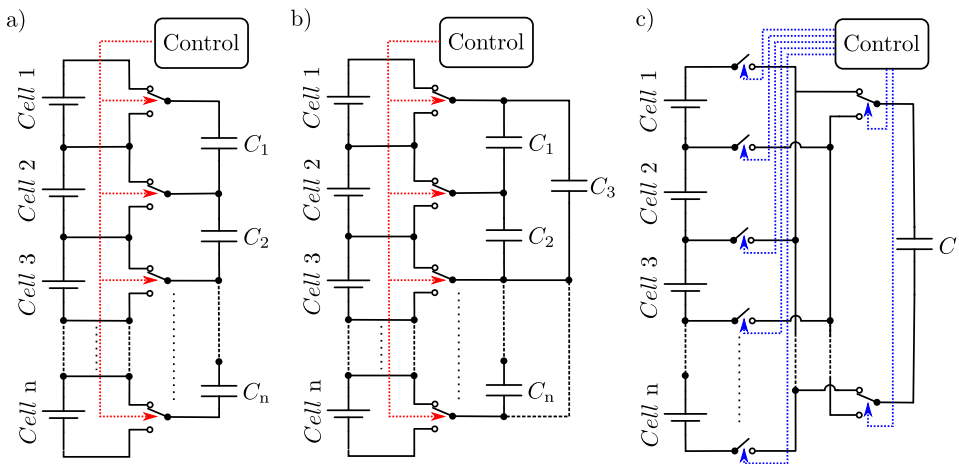 a)
Control
Cell 1
Cell 2
Cell 3
Cell n
C1
C2
Cn
b)
Control
Cell 1
Cell 2
Cell 3
Cell n
C1
C2
C3
Cn
c)
Control
Cell 1
Cell 2
Cell 3
Cell n
C